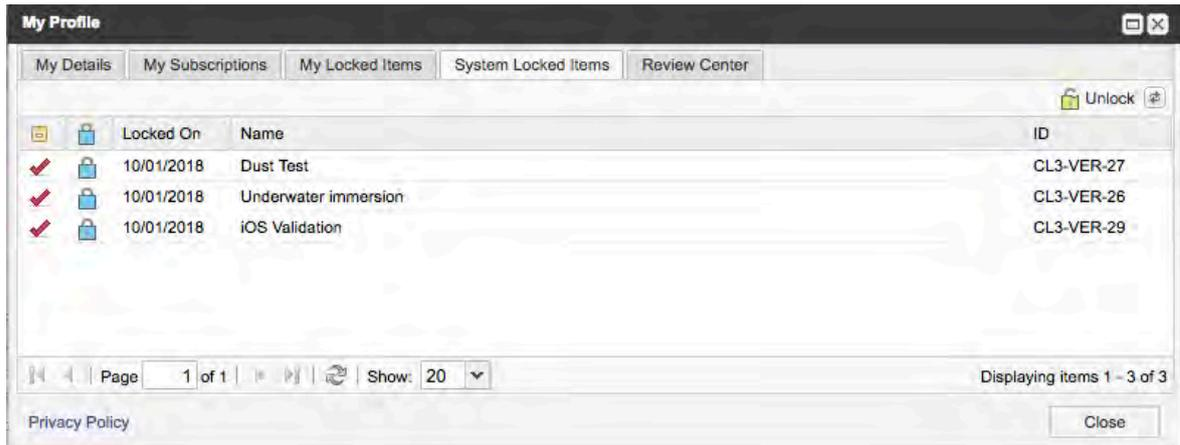 My Profile
My Details My Subscriptions My Locked Items System Locked Items Review Center
Unlock
Locked On Name ID
10/01/2018 Dust Test CL3-VER-27
10/01/2018 Underwater immersion CL3-VER-26
10/01/2018 iOS Validation CL3-VER-29
Page 1 of 1 Show: 20 Displaying items 1 - 3 of 3
Privacy Policy Close